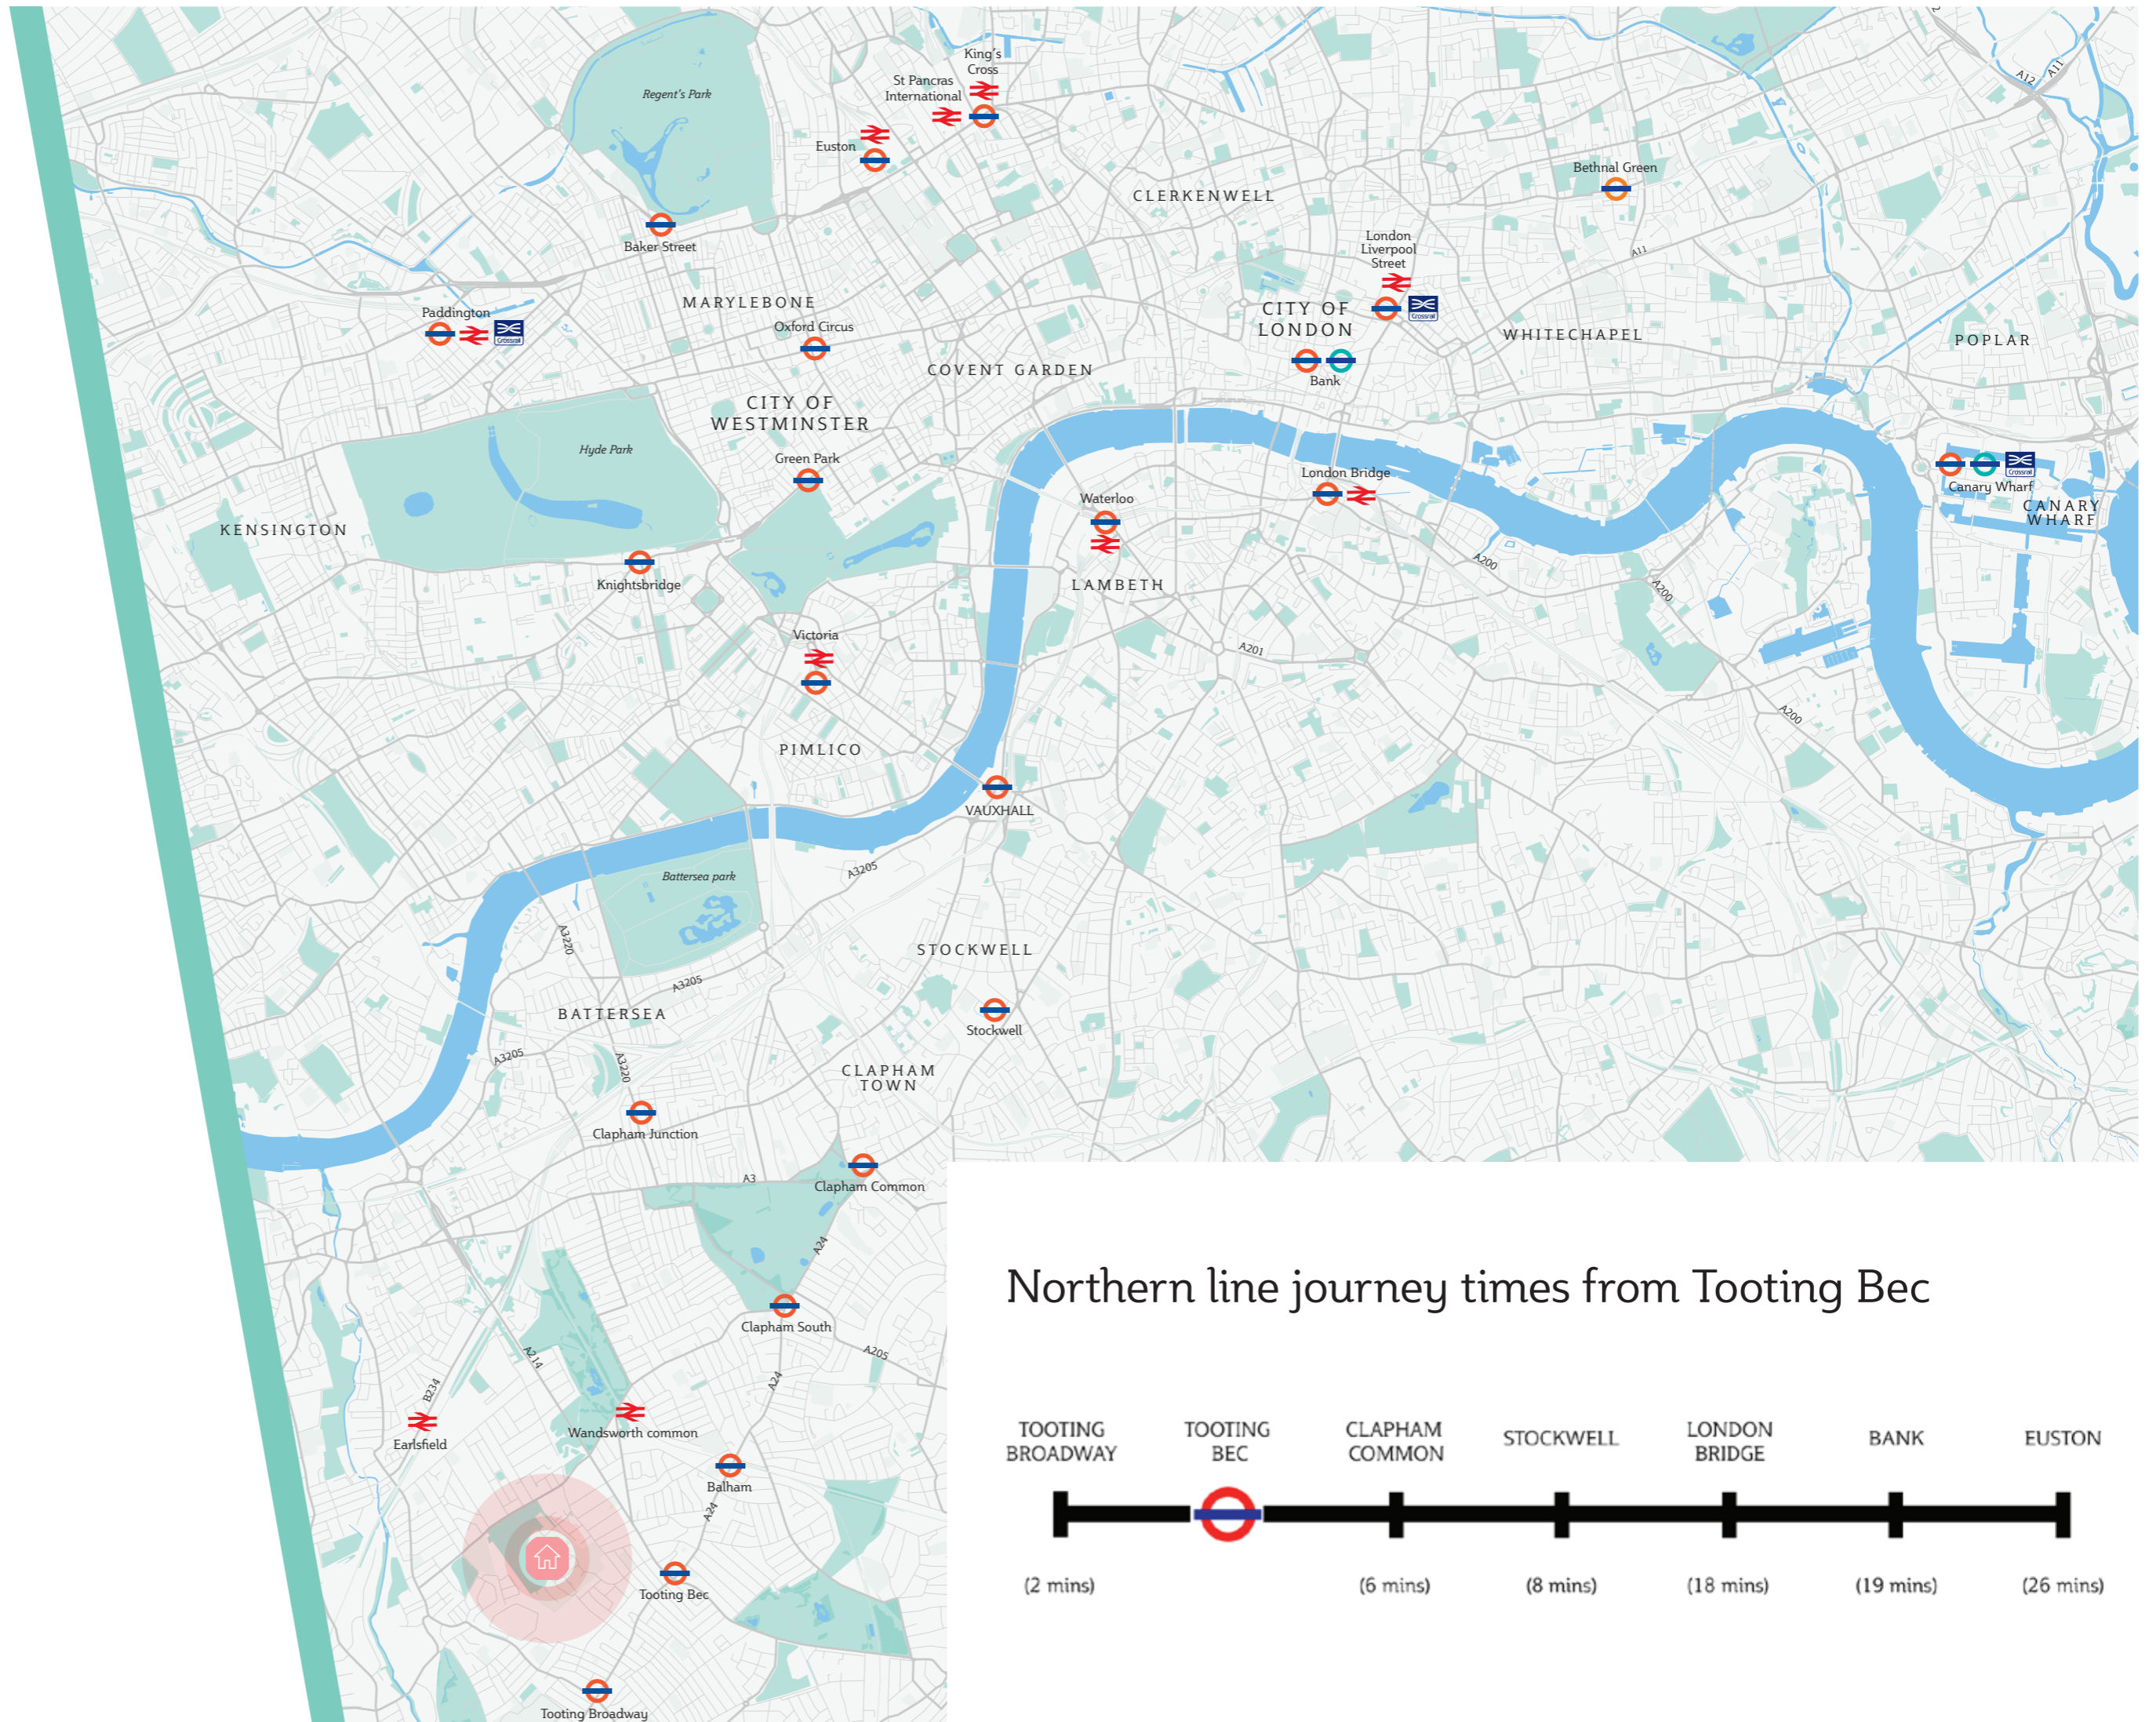 King's
Cross
St Pancras
International
Regent's Park
Euston
A12
A11
Bethnal Green
CLERKENWELL
Baker Street
London
Liverpool
Street
A11
Crossrail
MARYLEBONE
Paddington
Crossrail
Oxford Circus
CITY OF
LONDON
WHITECHAPEL
POPLAR
COVENT GARDEN
Bank
CITY OF
WESTMINSTER
Hyde Park
Green Park
London Bridge
Crossrail
Canary Wharf
CANARY
WHARF
Waterloo
KENSINGTON
Knightsbridge
LAMBETH
A200
A200
Victoria
A201
A200
PIMLICO
VAUXHALL
Battersea park
A3205
A3220
STOCKWELL
A3205
BATTERSEA
Stockwell
A3205
A3220
CLAPHAM
TOWN
Clapham Junction
A3
Clapham Common
A24
Clapham South
A214
A205
B234
A24
Earlsfield
Wandsworth common
Balham
A24
Tooting Bec
Tooting Broadway
Northern line journey times from Tooting Bec
TOOTING
BROADWAY
TOOTING
BEC
CLAPHAM
COMMON
STOCKWELL
LONDON
BRIDGE
BANK
EUSTON
(2 mins)
(6 mins)
(8 mins)
(18 mins)
(19 mins)
(26 mins)